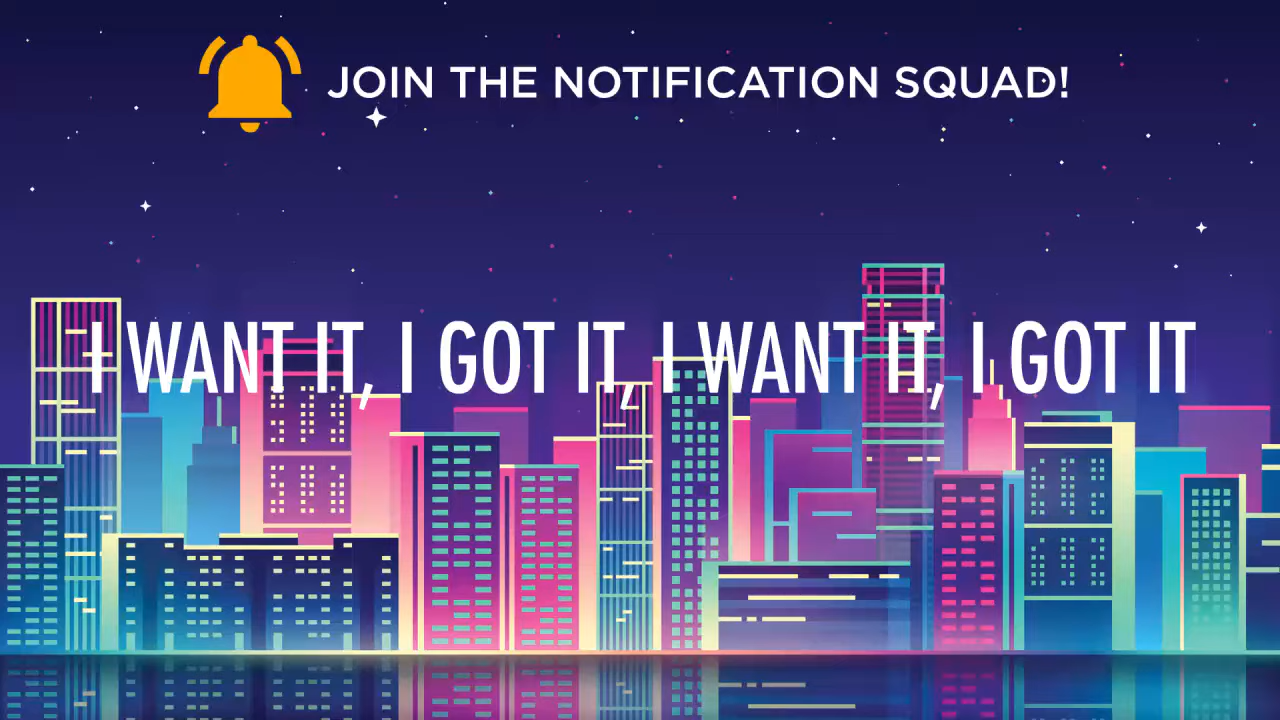 JOIN THE NOTIFICATION SQUAD!
I WANT IT, I GOT IT, I WANT IT, I GOT IT